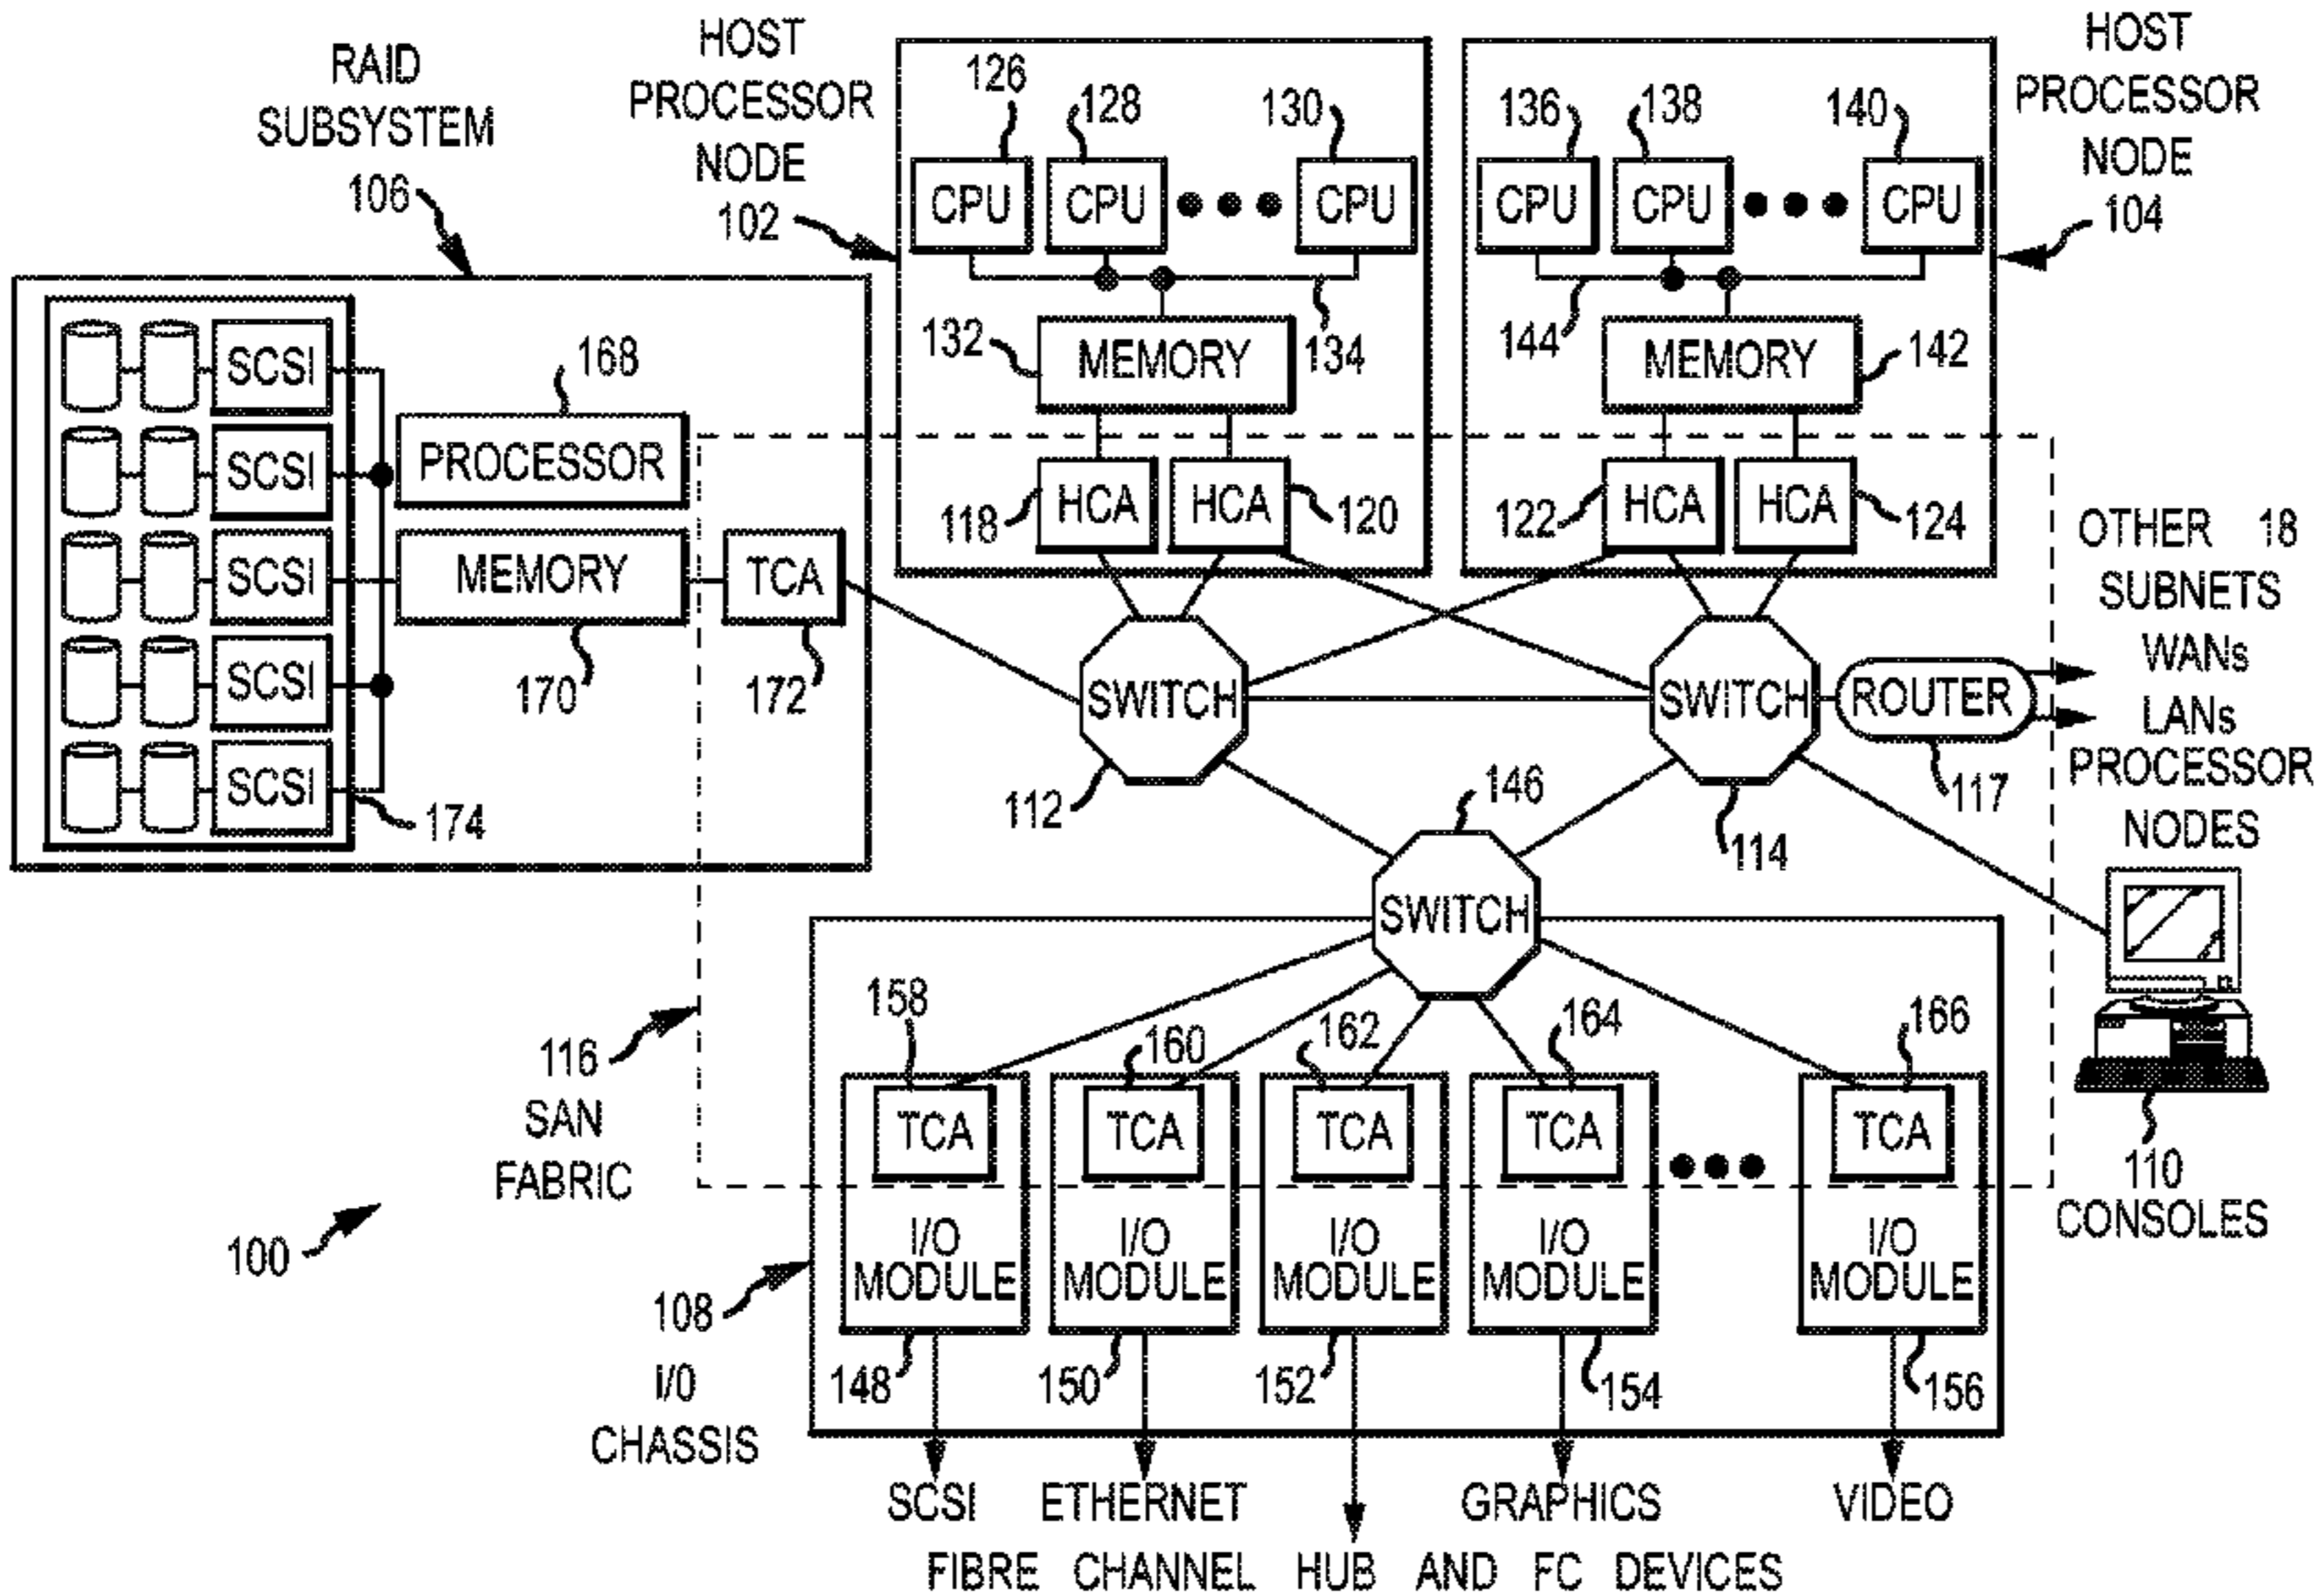 RAID
SUBSYSTEM
106
HOST
PROCESSOR
NODE
102
126
128
130
CPU
CPU
CPU
132
MEMORY
134
118
HCA
HCA
120
136
138
140
CPU
CPU
CPU
144
MEMORY
142
122
HCA
HCA
124
HOST
PROCESSOR
NODE
104
SCSI
SCSI
SCSI
SCSI
SCSI
174
168
PROCESSOR
MEMORY
170
TCA
172
SWITCH
112
SWITCH
114
ROUTER
117
OTHER 18
SUBNETS
WANs
LANs
PROCESSOR
NODES
146
SWITCH
110
CONSOLES
116
SAN
FABRIC
100
108
I/O
CHASSIS
158
160
162
164
166
TCA
TCA
TCA
TCA
TCA
I/O
MODULE
I/O
MODULE
I/O
MODULE
I/O
MODULE
I/O
MODULE
148
150
152
154
156
SCSI
ETHERNET
GRAPHICS
VIDEO
FIBRE CHANNEL HUB AND FC DEVICES